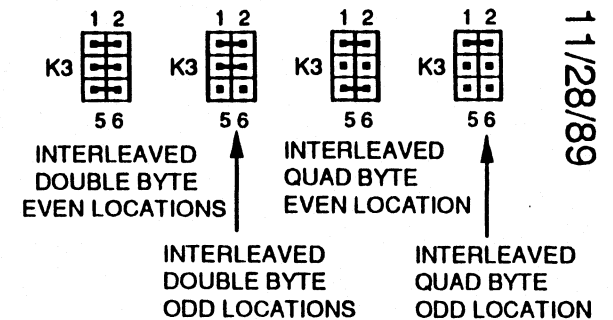 1 2 1 2 1 2 1 2
K3 K3 K3 K3
5 6 5 6 5 6 5 6
11/28/89
INTERLEAVED
DOUBLE BYTE
EVEN LOCATIONS
INTERLEAVED
QUAD BYTE
EVEN LOCATION
INTERLEAVED
DOUBLE BYTE
ODD LOCATIONS
INTERLEAVED
QUAD BYTE
ODD LOCATION